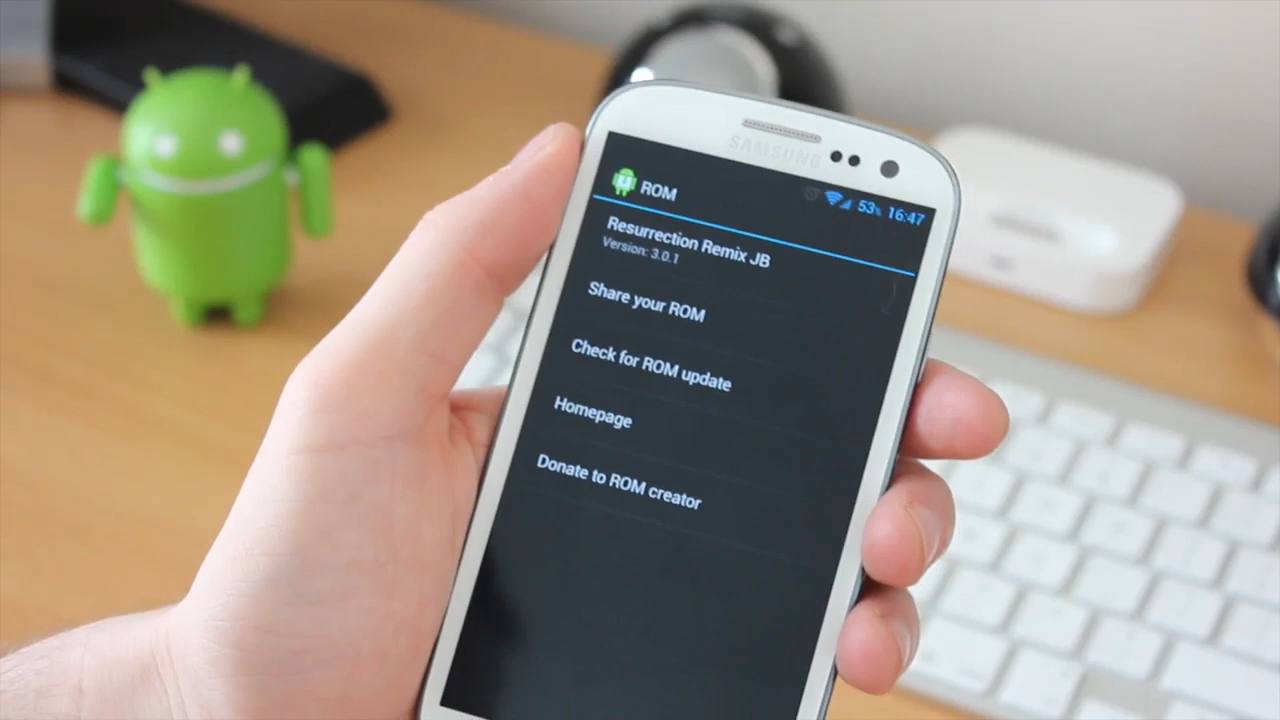 SAMSUNG
ROM
53% 16:47
Resurrection Remix JB
Version: 3.0.1
Share your ROM
Check for ROM update
Homepage
Donate to ROM creator